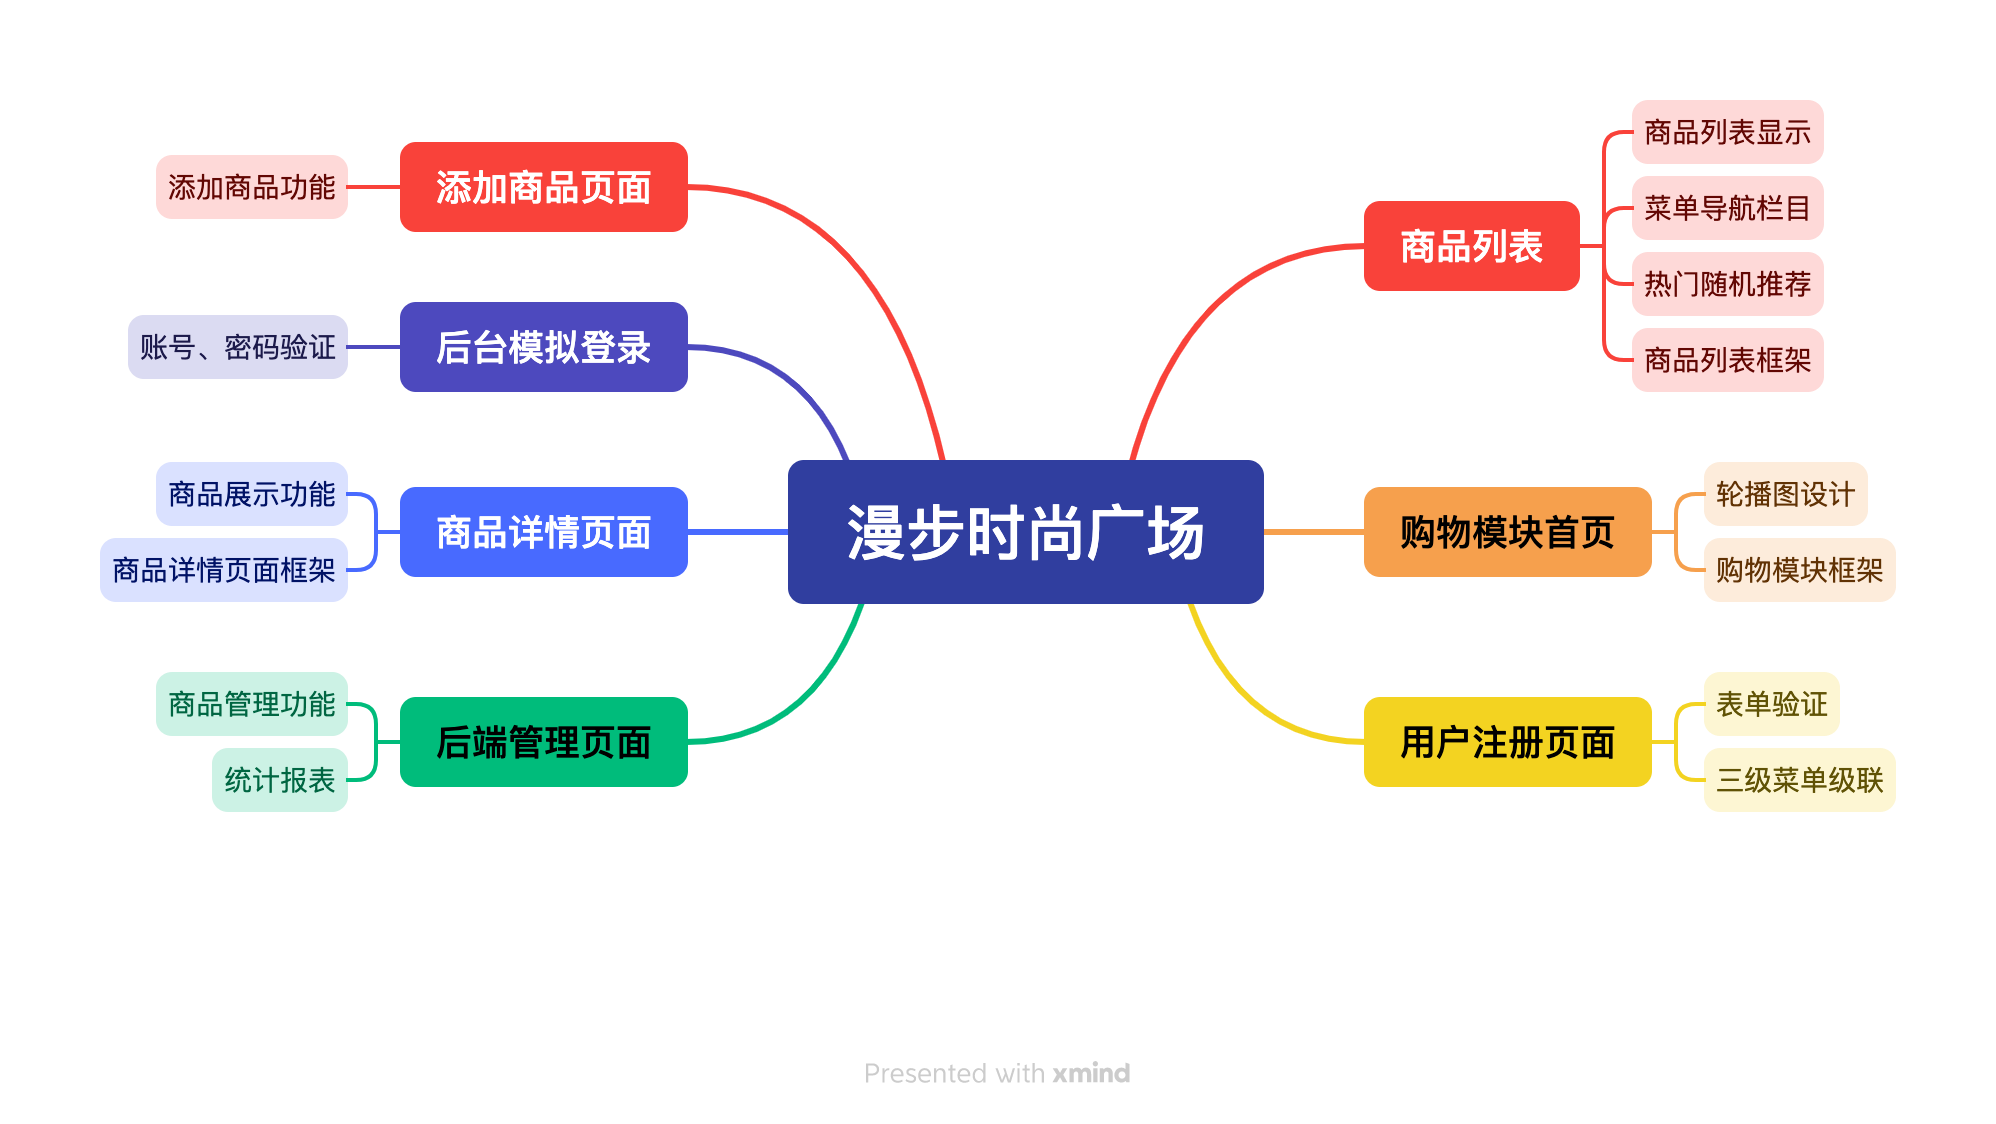 漫步时尚广场
商品列表
商品列表显示
菜单导航栏目
热门随机推荐
商品列表框架
购物模块首页
轮播图设计
购物模块框架
用户注册页面
表单验证
三级菜单级联
添加商品页面
添加商品功能
后台模拟登录
账号、密码验证
商品详情页面
商品展示功能
商品详情页面框架
后端管理页面
商品管理功能
统计报表
Presented with xmind